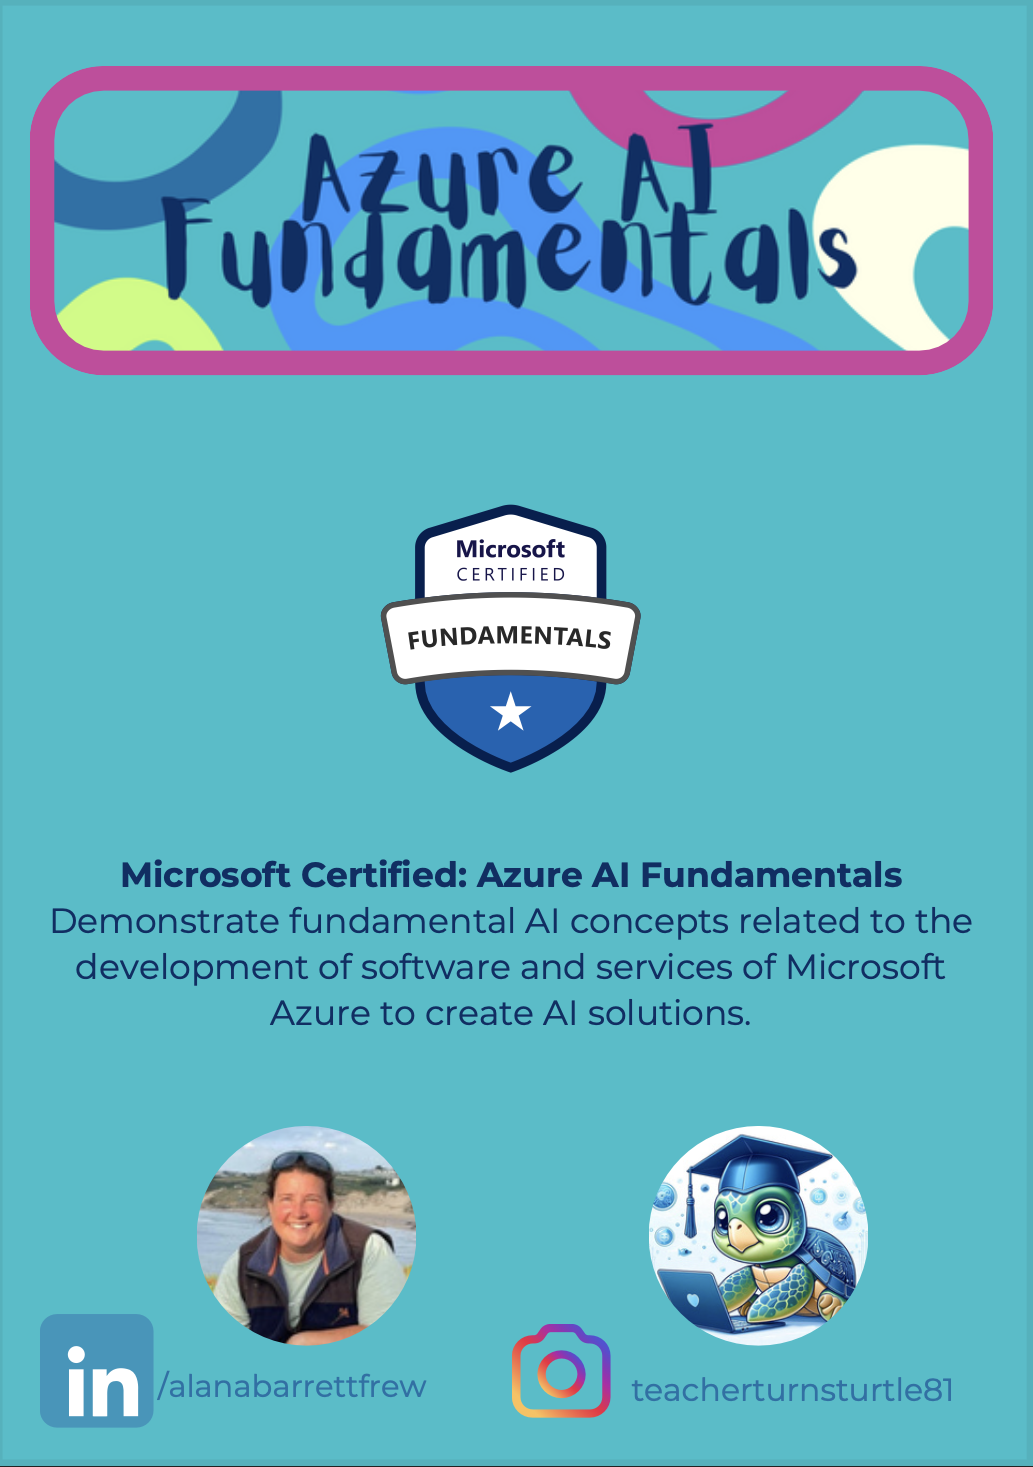 Azure AI
Fundamentals
Microsoft
CERTIFIED
FUNDAMENTALS
Microsoft Certified: Azure AI Fundamentals
Demonstrate fundamental AI concepts related to the
development of software and services of Microsoft
Azure to create AI solutions.
in /alanabarrettfrew
teacherturnsturtle81